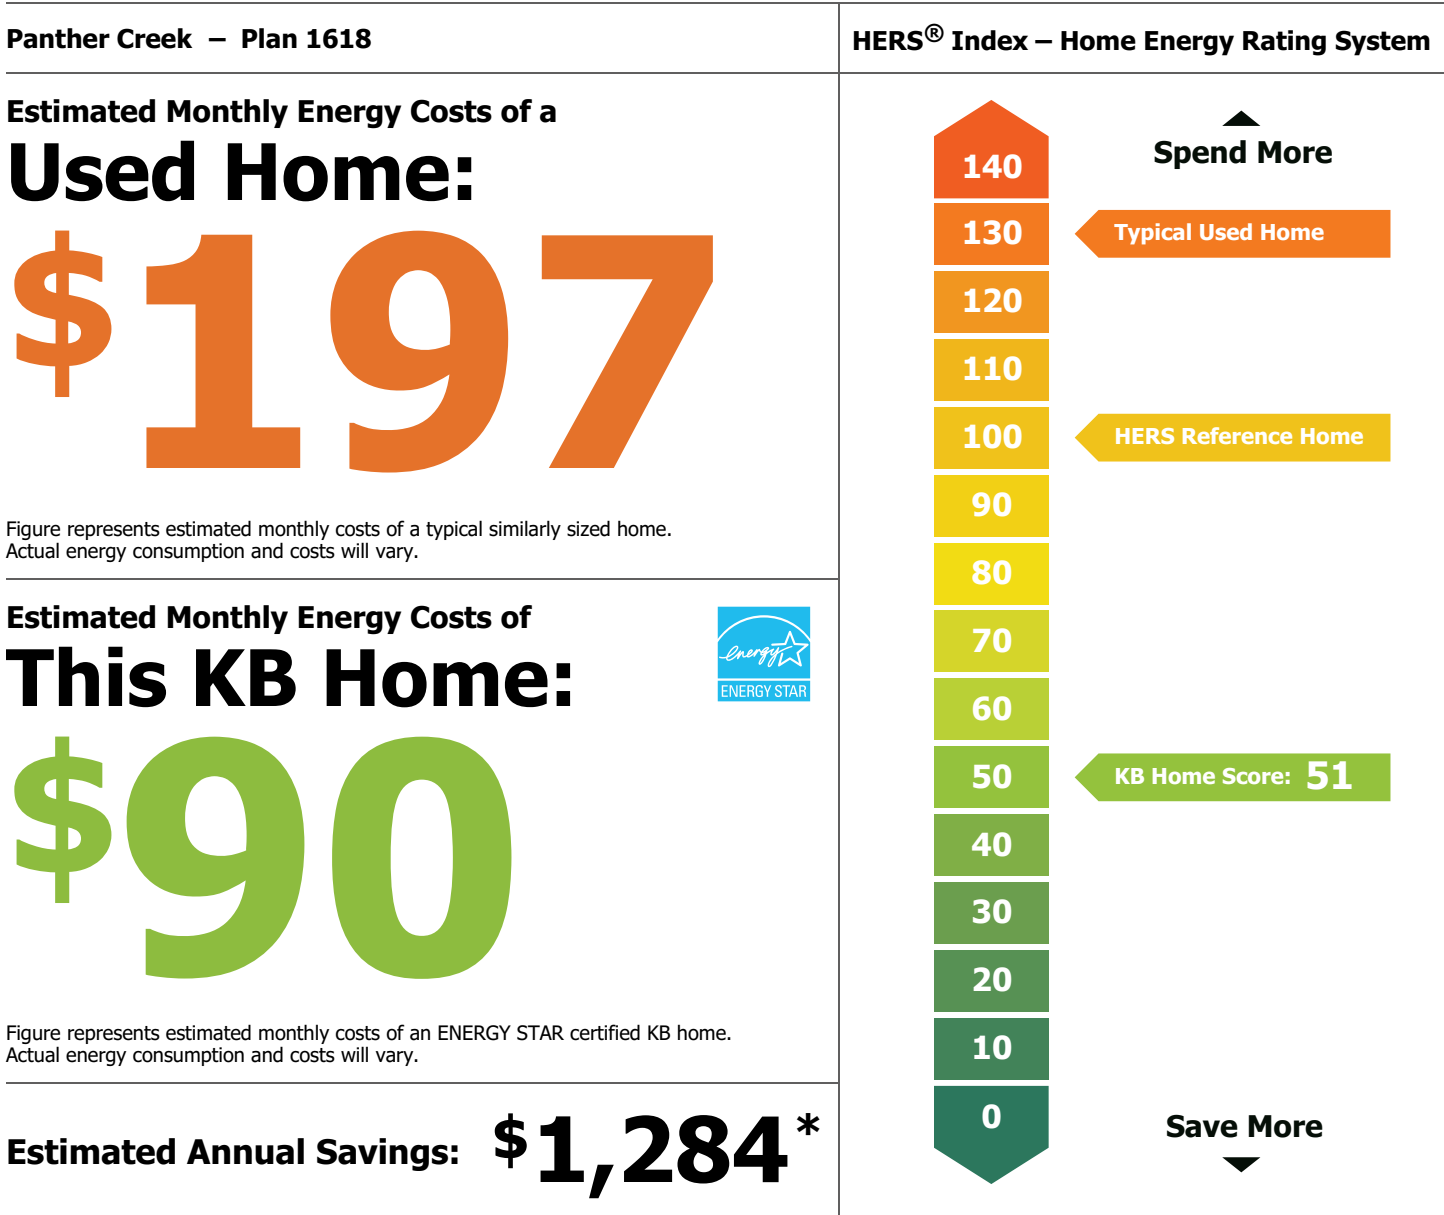 Panther Creek – Plan 1618
Estimated Monthly Energy Costs of a
Used Home:
$197
Figure represents estimated monthly costs of a typical similarly sized home.
Actual energy consumption and costs will vary.
Estimated Monthly Energy Costs of
This KB Home:
energy
ENERGY STAR
$90
Figure represents estimated monthly costs of an ENERGY STAR certified KB home.
Actual energy consumption and costs will vary.
Estimated Annual Savings: $1,284*
HERS® Index – Home Energy Rating System
Spend More
140
130 Typical Used Home
120
110
100 HERS Reference Home
90
80
70
60
50 KB Home Score: 51
40
30
20
10
0
Save More